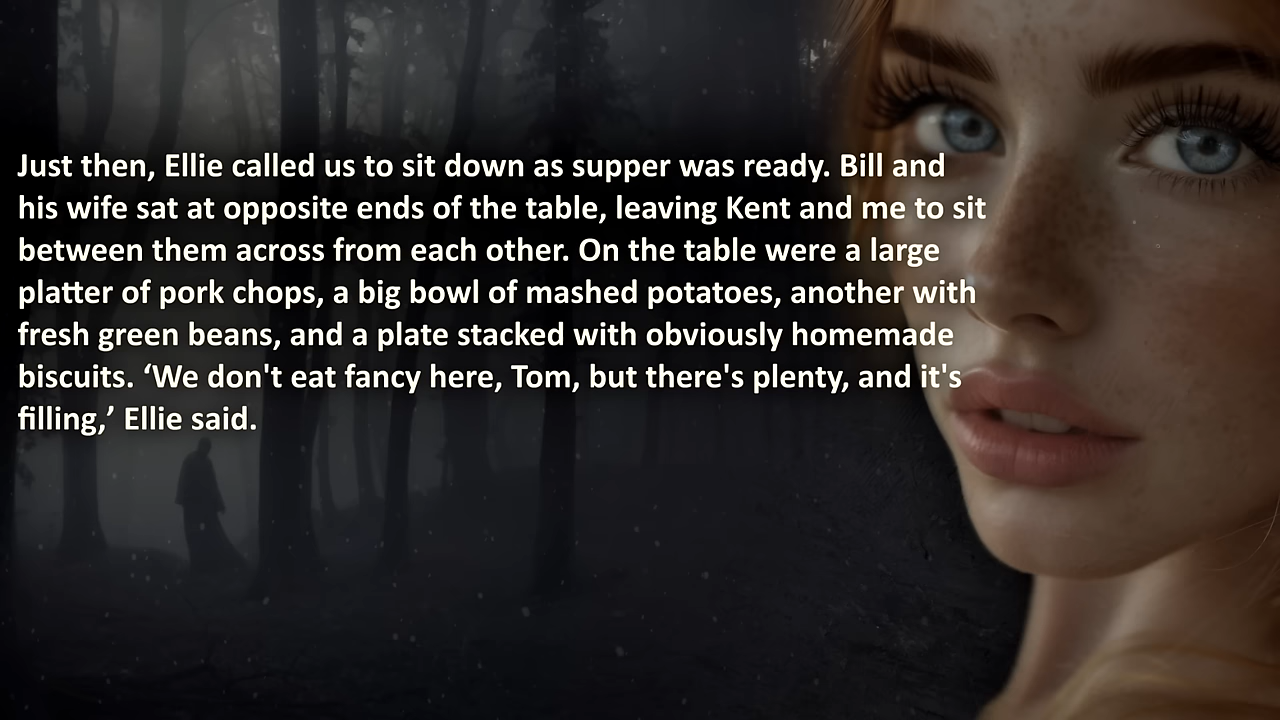 Just then, Ellie called us to sit down as supper was ready. Bill and
his wife sat at opposite ends of the table, leaving Kent and me to sit
between them across from each other. On the table were a large
platter of pork chops, a big bowl of mashed potatoes, another with
fresh green beans, and a plate stacked with obviously homemade
biscuits. ‘We don't eat fancy here, Tom, but there's plenty, and it's
filling,’ Ellie said.